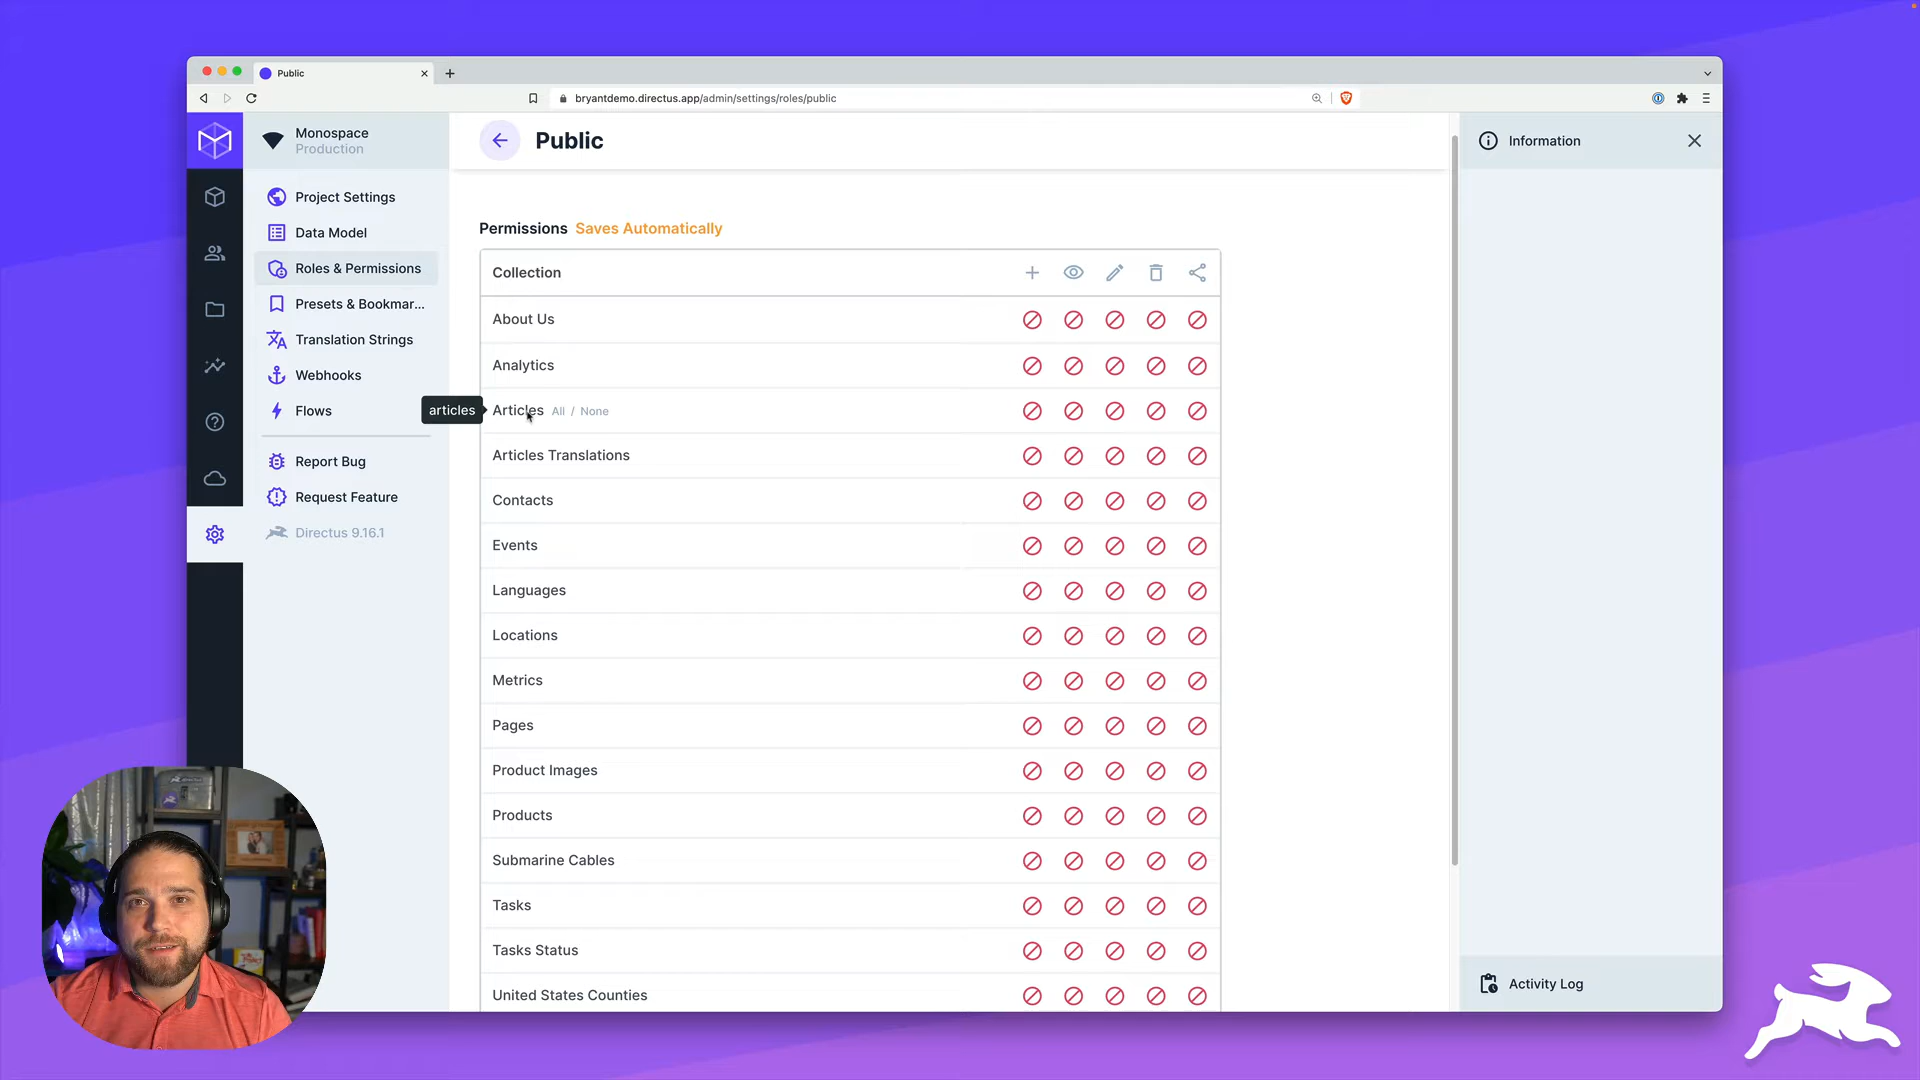 Public
bryantdemo.directus.app/admin/settings/roles/public
Monospace
Production
Project Settings
Data Model
Roles & Permissions
Presets & Bookmar...
Translation Strings
Webhooks
Flows
Report Bug
Request Feature
Directus 9.16.1
Public
Permissions Saves Automatically
Collection
About Us
Analytics
articles
Articles All / None
Articles Translations
Contacts
Events
Languages
Locations
Metrics
Pages
Product Images
Products
Submarine Cables
Tasks
Tasks Status
United States Counties
Information
Activity Log